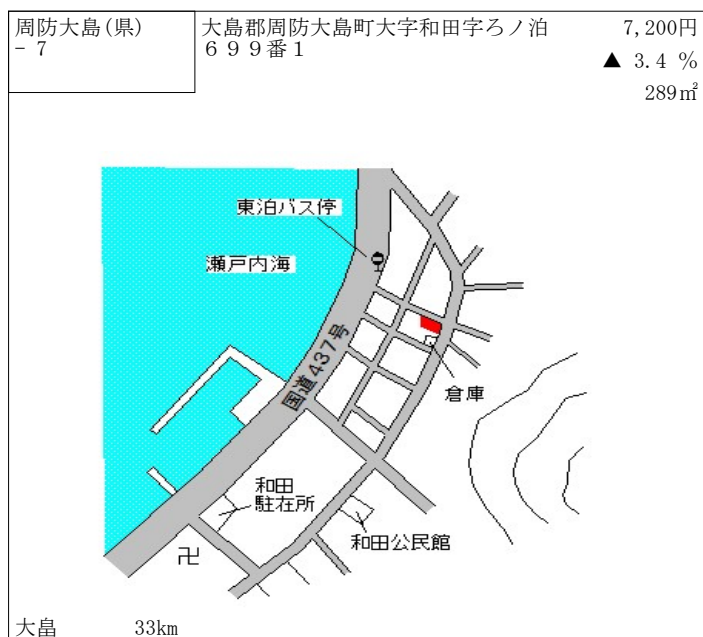 周防大島(県)
- 7
大島郡周防大島町大字和田字ろノ泊
６９９番１
7,200円
▲ 3.4 %
289㎡
東泊バス停
瀬戸内海
国道437号
倉庫
和田
駐在所
和田公民館
卍
大畠
33km